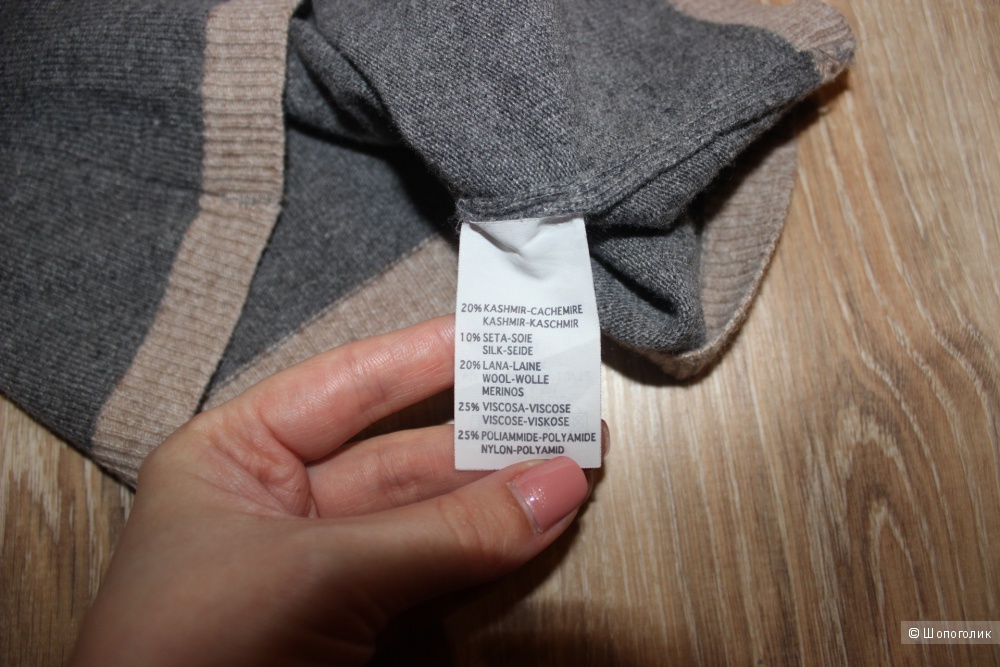 20% KASHMIR-CACHEMIRE
KASHMIR-KASCHMIR
10% SETA-SOIE
SILK-SEIDE
20% LANA-LAINE
WOOL-WOLLE
MERINOS
25% VISCOSA-VISCOSE
VISCOSE-VISKOSE
25% POLIAMMIDE-POLYAMIDE
NYLON-POLYAMID
© Шопоголик